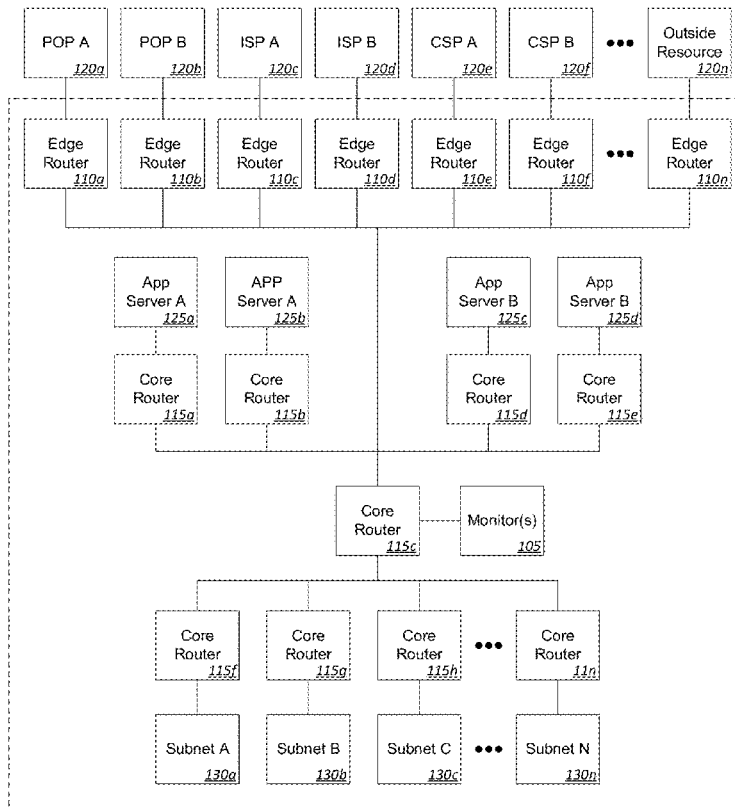 POP A
120a
POP B
120b
ISP A
120c
ISP B
120d
CSP A
120e
CSP B
120f
Outside
Resource
120n
Edge
Router
110a
Edge
Router
110b
Edge
Router
110c
Edge
Router
110d
Edge
Router
110e
Edge
Router
110f
Edge
Router
110n
App
Server A
125a
APP
Server A
125b
App
Server B
125c
App
Server B
125d
Core
Router
115a
Core
Router
115b
Core
Router
115d
Core
Router
115e
Core
Router
115c
Monitor(s)
105
Core
Router
115f
Core
Router
115g
Core
Router
115h
Core
Router
11n
Subnet A
130a
Subnet B
130b
Subnet C
130c
Subnet N
130n